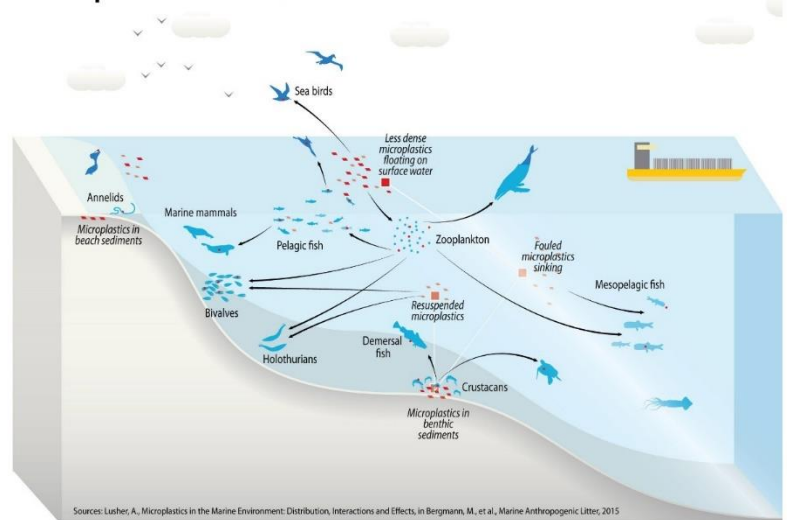 Sea birds
Less dense
microplastics
floating on
surface water
Annelids
Microplastics in
beach sediments
Marine mammals
Pelagic fish
Zooplankton
Fouled
microplastics
sinking
Mesopelagic fish
Bivalves
Resuspended
microplastics
Holothurians
Demersal
fish
Crustacans
Microplastics in
benthic
sediments
Sources: Lusher, A., Microplastics in the Marine Environment: Distribution, Interactions and Effects, in Bergmann, M., et al., Marine Anthropogenic Litter, 2015